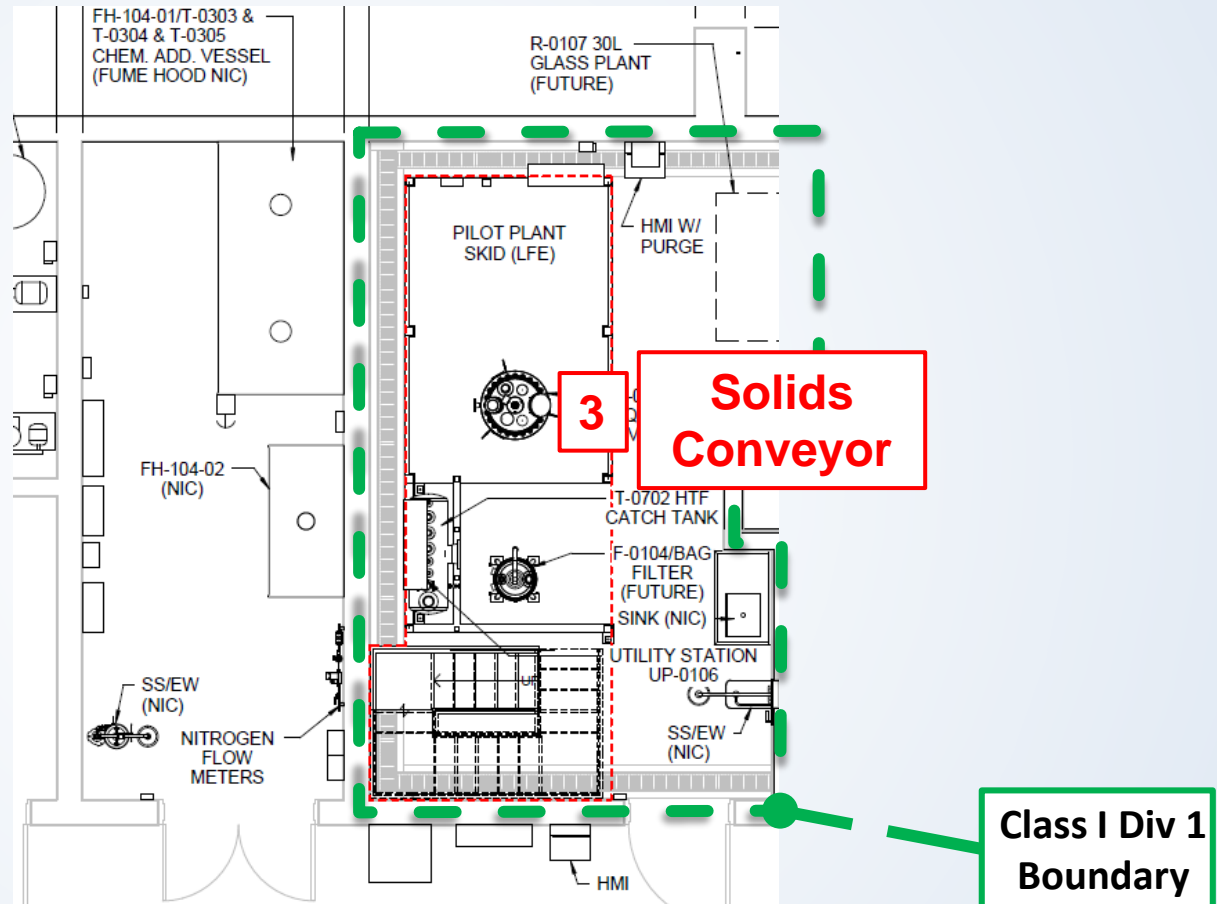 FH-104-01/T-0303 &
T-0304 & T-0305
CHEM. ADD. VESSEL
(FUME HOOD NIC)
R-0107 30L
GLASS PLANT
(FUTURE)
PILOT PLANT
SKID (LFE)
HMI W/
PURGE
3
Solids
Conveyor
FH-104-02
(NIC)
T-0702 HTF
CATCH TANK
F-0104/BAG
FILTER
(FUTURE)
SINK (NIC)
UTILITY STATION
UP-0106
SS/EW
(NIC)
SS/EW
(NIC)
NITROGEN
FLOW
METERS
HMI
Class I Div 1
Boundary